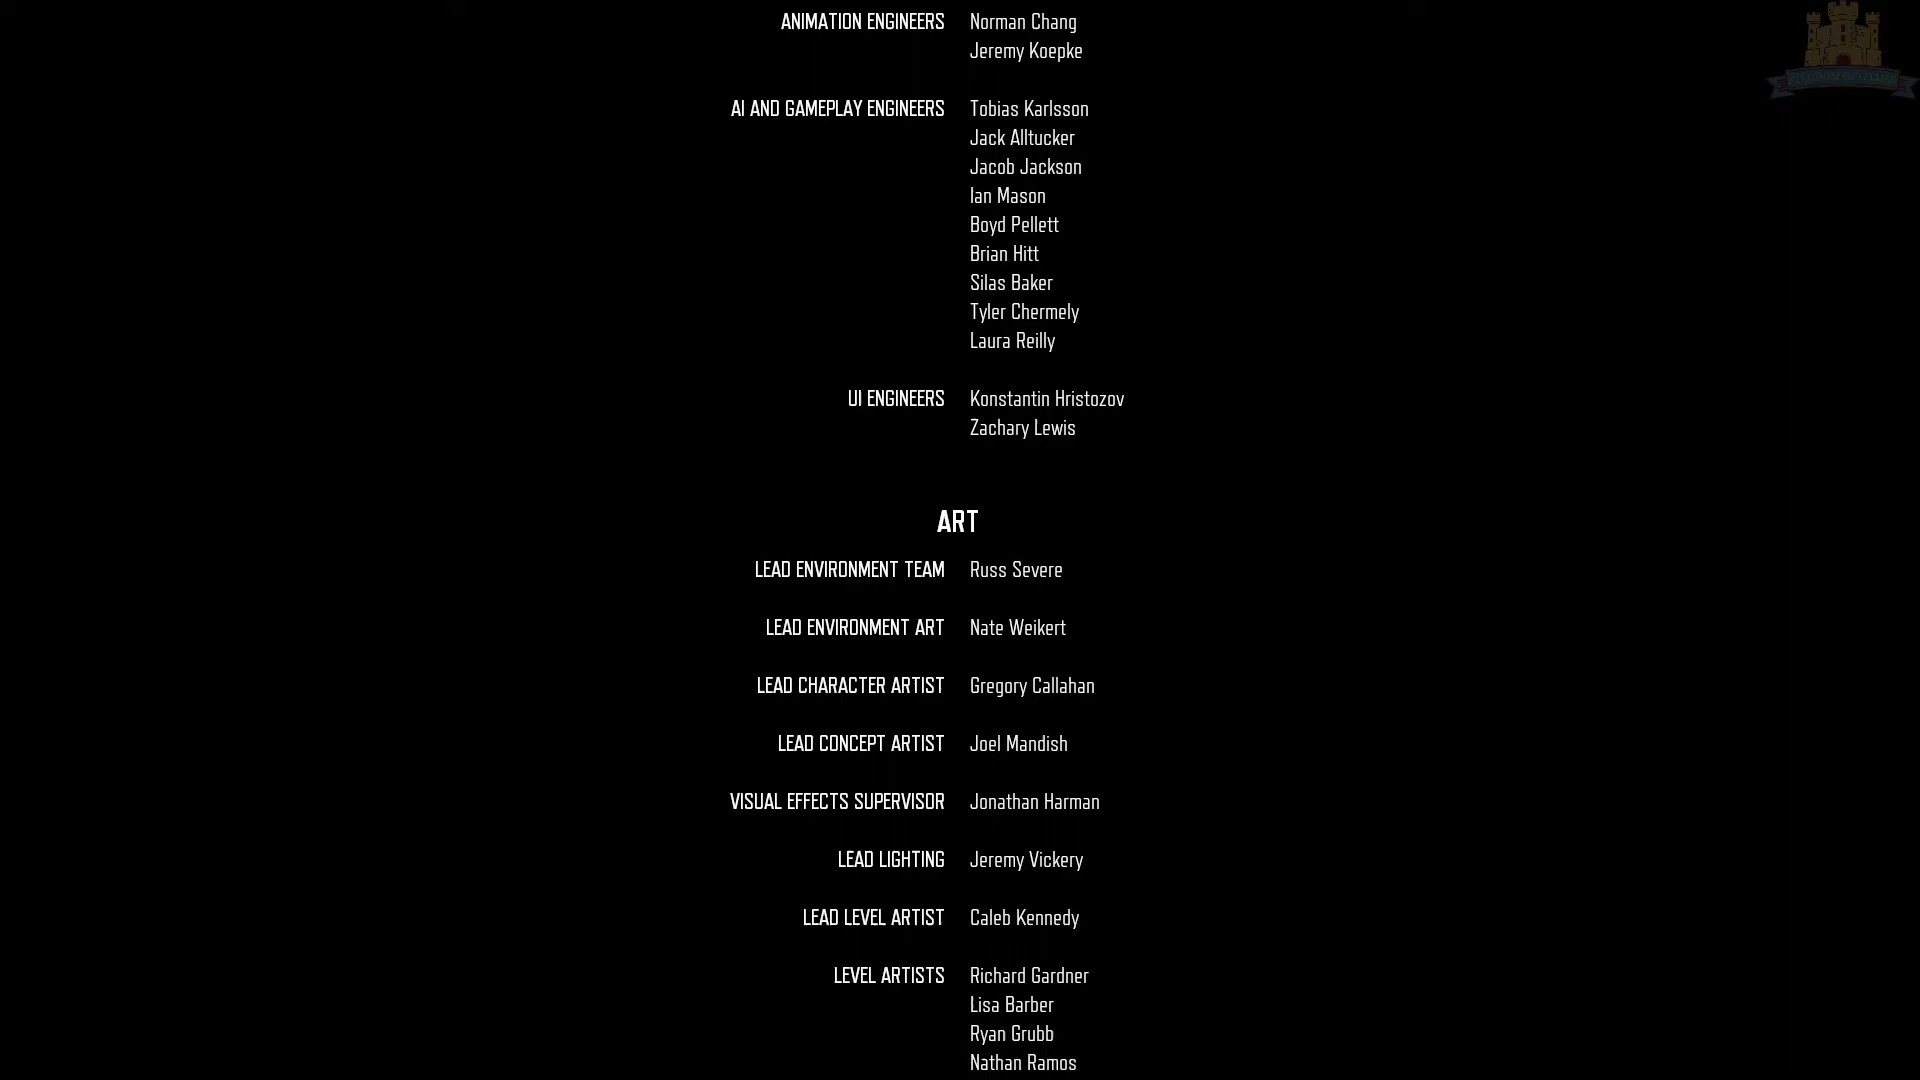 ANIMATION ENGINEERS Norman Chang
Jeremy Koepke
AI AND GAMEPLAY ENGINEERS Tobias Karlsson
Jack Alltucker
Jacob Jackson
Ian Mason
Boyd Pellett
Brian Hitt
Silas Baker
Tyler Chermely
Laura Reilly
UI ENGINEERS Konstantin Hristozov
Zachary Lewis
ART
LEAD ENVIRONMENT TEAM Russ Severe
LEAD ENVIRONMENT ART Nate Weikert
LEAD CHARACTER ARTIST Gregory Callahan
LEAD CONCEPT ARTIST Joel Mandish
VISUAL EFFECTS SUPERVISOR Jonathan Harman
LEAD LIGHTING Jeremy Vickery
LEAD LEVEL ARTIST Caleb Kennedy
LEVEL ARTISTS Richard Gardner
Lisa Barber
Ryan Grubb
Nathan Ramos